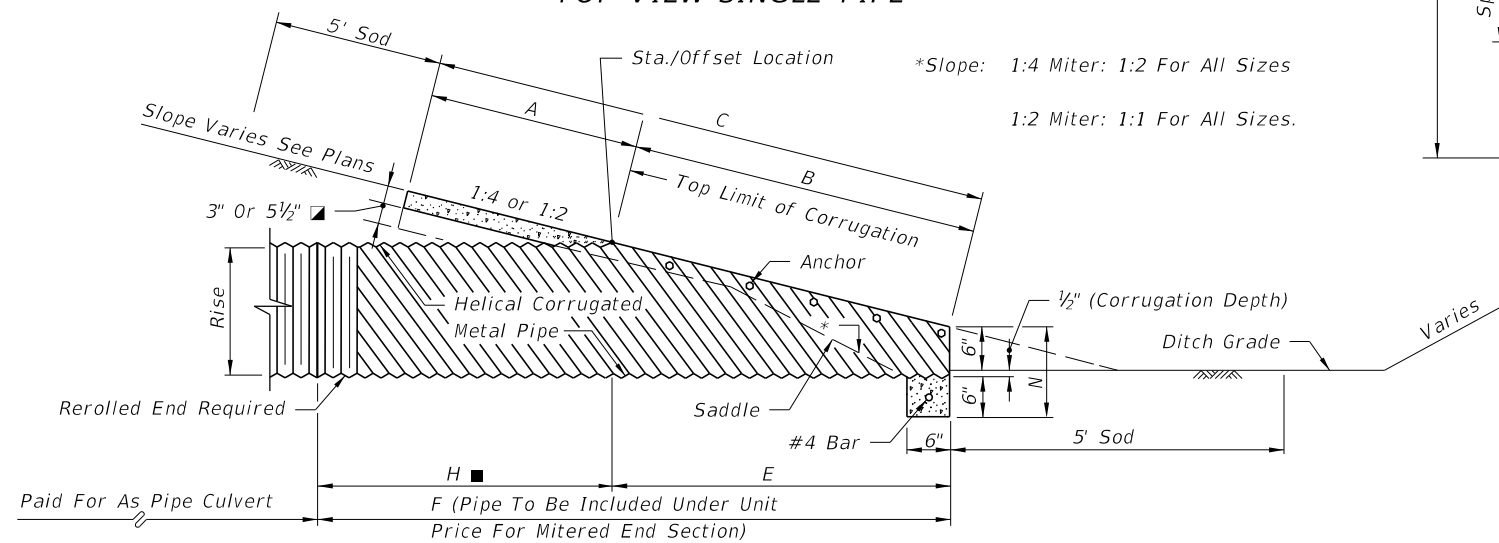 5' Sod
Sta./Offset Location
*Slope: 1:4 Miter: 1:2 For All Sizes
1:2 Miter: 1:1 For All Sizes.
A
C
Slope Varies See Plans
B
Top Limit of Corrugation
1:4 or 1:2
3" Or 5½" ◪
Anchor
Rise
Helical Corrugated
Metal Pipe
*
½" (Corrugation Depth)
Varies
Ditch Grade
6"
N
6"
Rerolled End Required
Saddle
#4 Bar
6"
5' Sod
H ■
E
Paid For As Pipe Culvert
F (Pipe To Be Included Under Unit
Price For Mitered End Section)